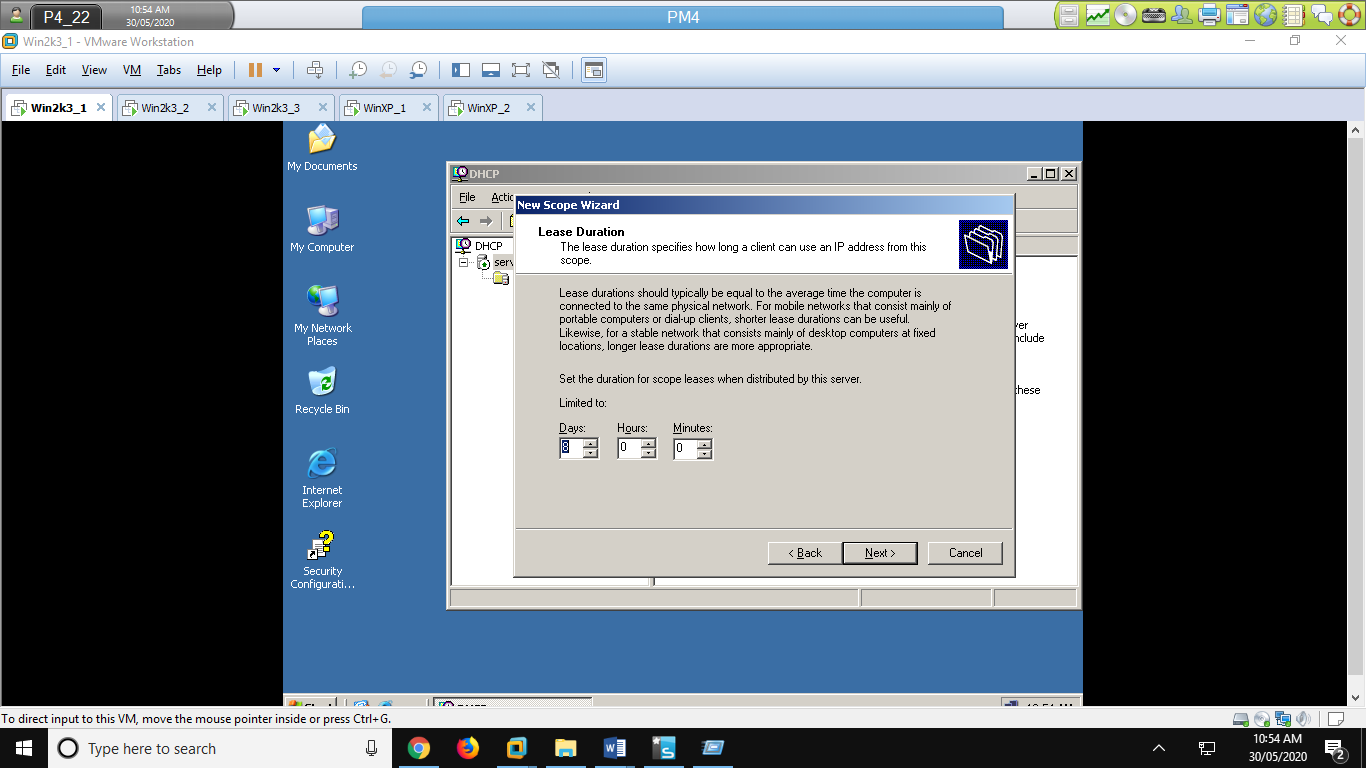 P4_22
10:54 AM
30/05/2020
PM4
Win2k3_1 - VMware Workstation
File Edit View VM Tabs Help
Win2k3_1 Win2k3_2 Win2k3_3 WinXP_1 WinXP_2
My Documents
My Computer
My Network
Places
Recycle Bin
Internet
Explorer
Security
Configurati...
DHCP
File
DHCP
New Scope Wizard
Lease Duration
The lease duration specifies how long a client can use an IP address from this
scope.
Lease durations should typically be equal to the average time the computer is
connected to the same physical network. For mobile networks that consist mainly of
portable computers or dial-up clients, shorter lease durations can be useful.
Likewise, for a stable network that consists mainly of desktop computers at fixed
locations, longer lease durations are more appropriate.
Set the duration for scope leases when distributed by this server.
Limited to:
Days: Hours: Minutes:
8 0 0
< Back Next > Cancel
these
To direct input to this VM, move the mouse pointer inside or press Ctrl+G.
Type here to search
10:54 AM
30/05/2020
2